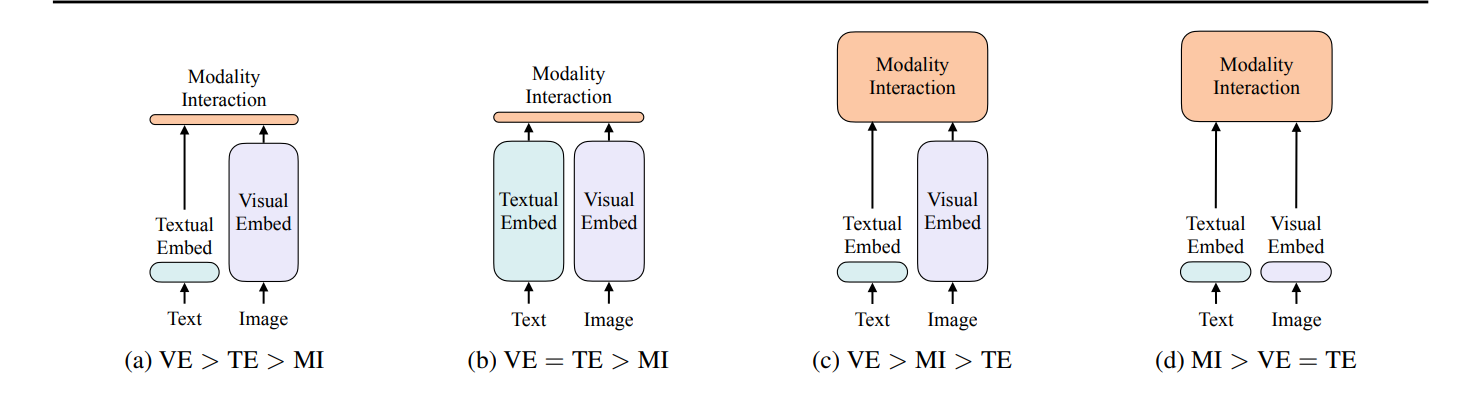 Modality
Interaction
Textual
Embed
Visual
Embed
Text
Image
(a) VE > TE > MI
Modality
Interaction
Textual
Embed
Visual
Embed
Text
Image
(b) VE = TE > MI
Modality
Interaction
Textual
Embed
Visual
Embed
Text
Image
(c) VE > MI > TE
Modality
Interaction
Textual
Embed
Visual
Embed
Text
Image
(d) MI > VE = TE